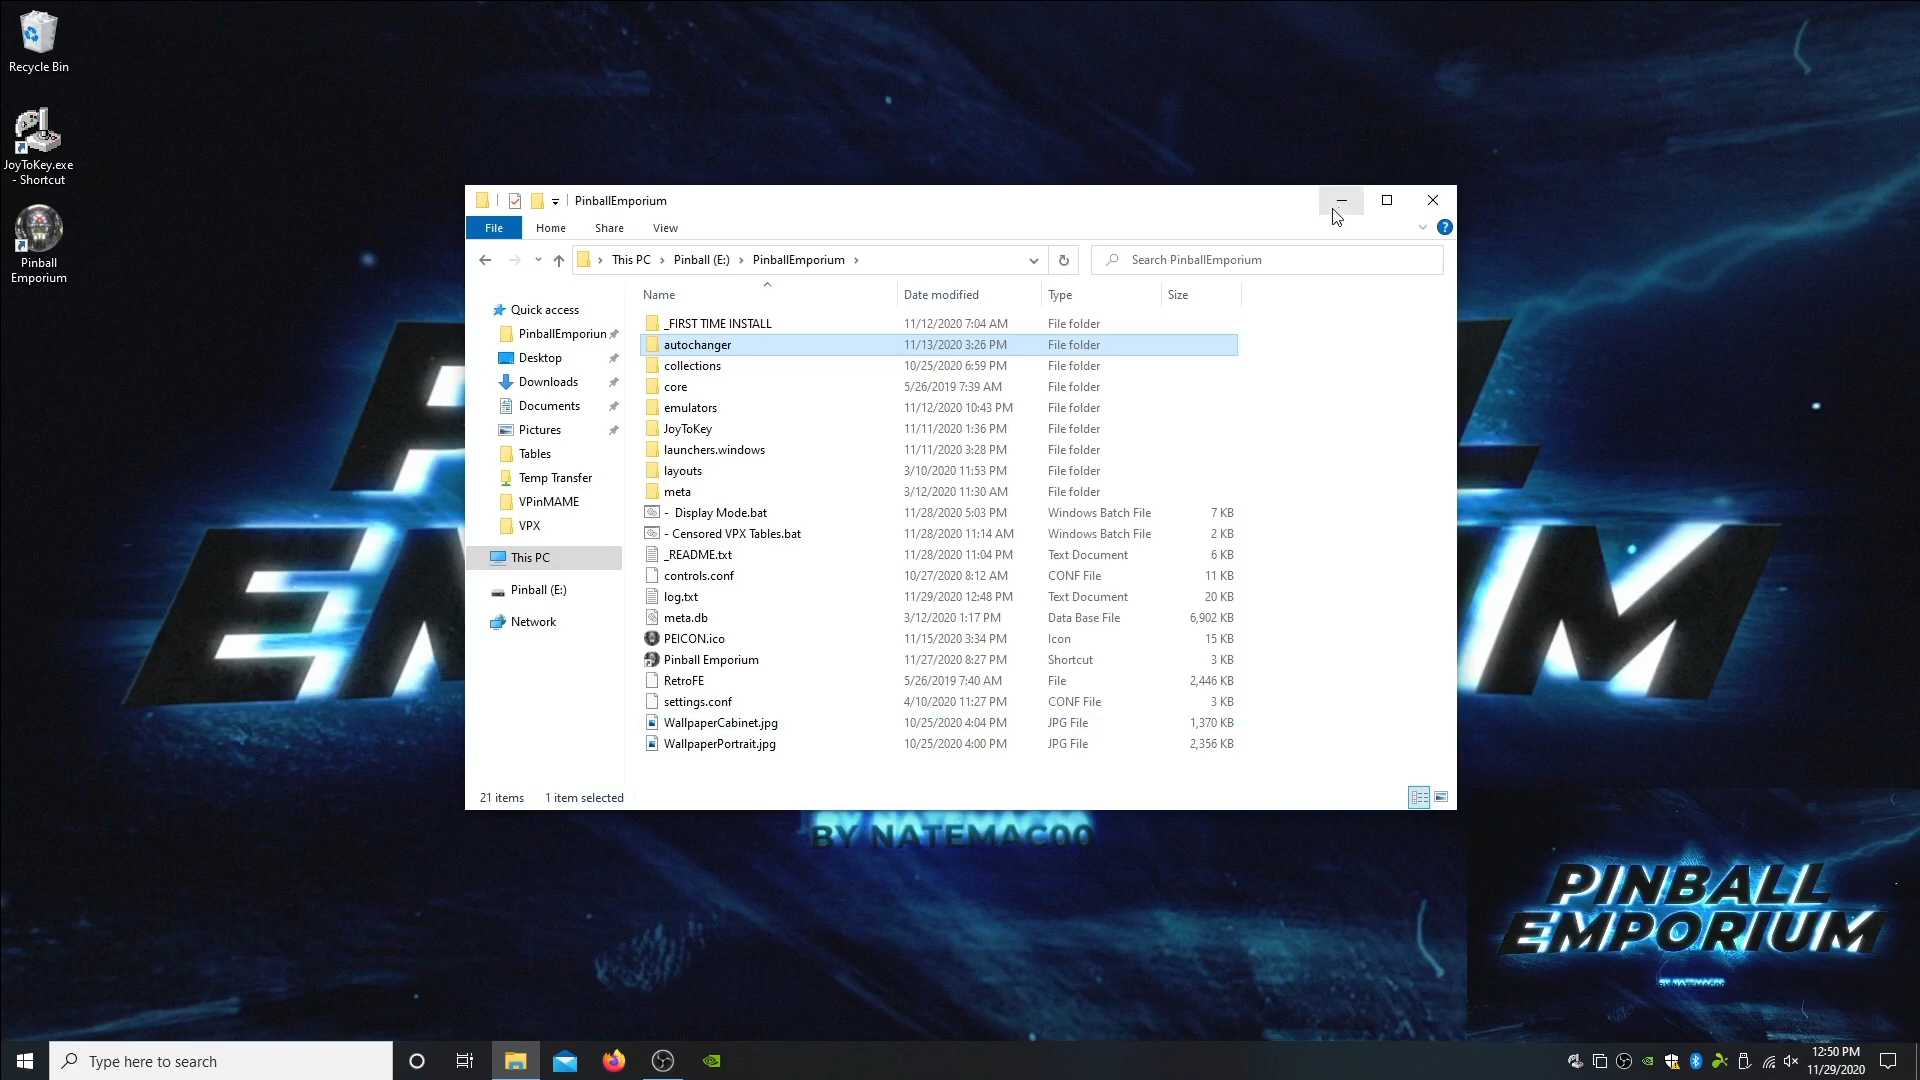 Recycle Bin
JoyToKey.exe
- Shortcut
Pinball
Emporium
PinballEmporium
File Home Share View
This PC Pinball (E:) PinballEmporium
Search PinballEmporium
Name Date modified Type Size
Quick access
PinballEmporiun
Desktop
Downloads
Documents
Pictures
Tables
Temp Transfer
VPinMAME
VPX
This PC
Pinball (E:)
Network
_FIRST TIME INSTALL 11/12/2020 7:04 AM File folder
autochanger 11/13/2020 3:26 PM File folder
collections 10/25/2020 6:59 PM File folder
core 5/26/2019 7:39 AM File folder
emulators 11/12/2020 10:43 PM File folder
JoyToKey 11/11/2020 1:36 PM File folder
launchers.windows 11/11/2020 3:28 PM File folder
layouts 3/10/2020 11:53 PM File folder
meta 3/12/2020 11:30 AM File folder
- Display Mode.bat 11/28/2020 5:03 PM Windows Batch File 7 KB
- Censored VPX Tables.bat 11/28/2020 11:14 AM Windows Batch File 2 KB
_README.txt 11/28/2020 11:04 PM Text Document 6 KB
controls.conf 10/27/2020 8:12 AM CONF File 11 KB
log.txt 11/29/2020 12:48 PM Text Document 20 KB
meta.db 3/12/2020 1:17 PM Data Base File 6,902 KB
PEICON.ico 11/15/2020 3:34 PM Icon 15 KB
Pinball Emporium 11/27/2020 8:27 PM Shortcut 3 KB
RetroFE 5/26/2019 7:40 AM File 2,446 KB
settings.conf 4/10/2020 11:27 PM CONF File 3 KB
WallpaperCabinet.jpg 10/25/2020 4:04 PM JPG File 1,370 KB
WallpaperPortrait.jpg 10/25/2020 4:00 PM JPG File 2,356 KB
21 items 1 item selected
BY NATEMAC00
PINBALL
EMPORIUM
BY NATEMAC00
Type here to search
12:50 PM
11/29/2020